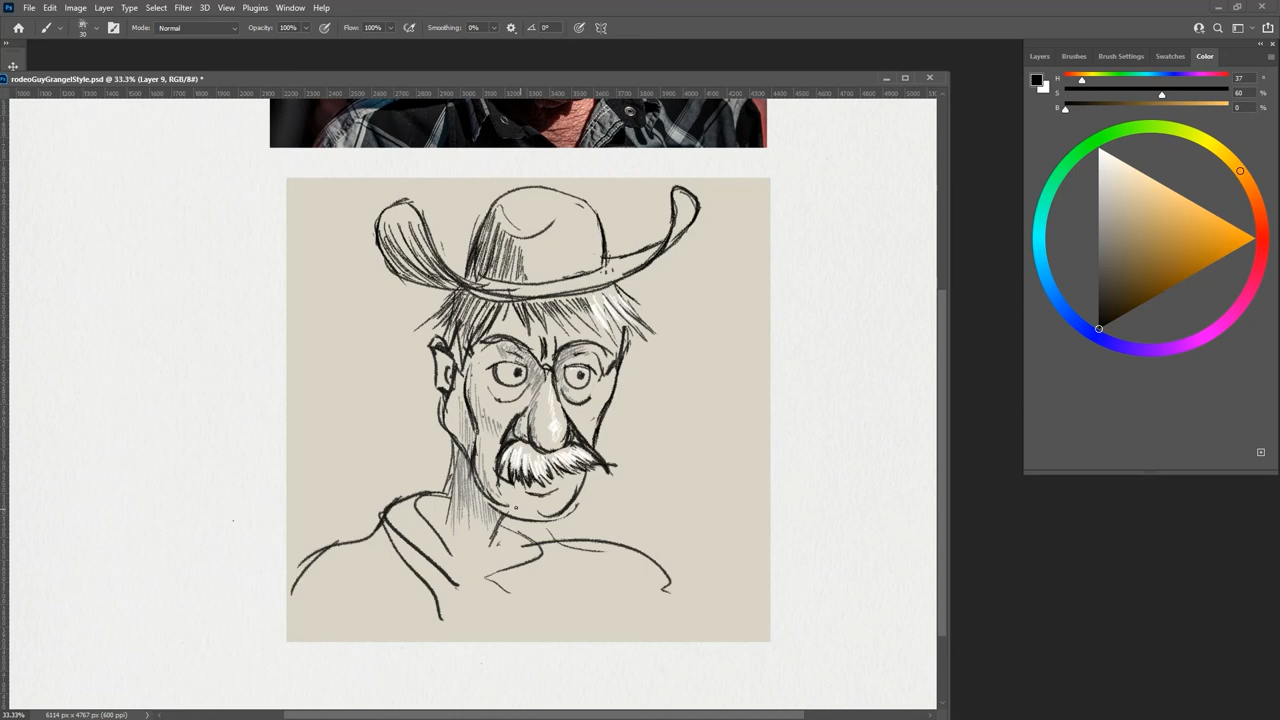 File Edit Image Layer Type Select Filter 3D View Plugins Window Help
30 Mode: Normal Opacity: 100% Flow: 100% Smoothing: 0% 0°
Layers Brushes Brush Settings Swatches Color
rodeoGuyGrangelStyle.psd @ 33.3% (Layer 9, RGB/8#) *
H 37 °
S 60 %
B 0 %
33.33% 6114 px x 4767 px (600 ppi)